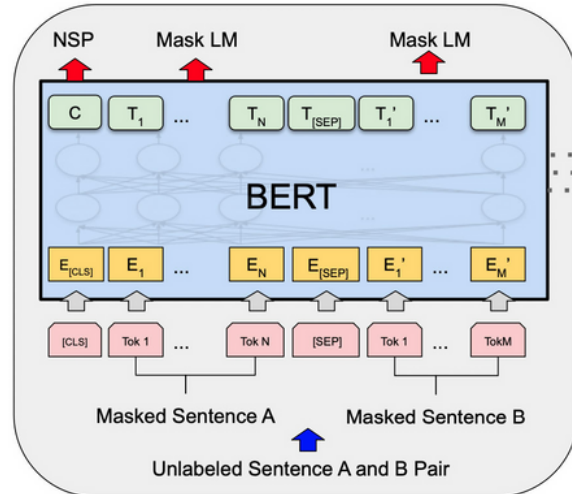 NSP Mask LM Mask LM
C T1 ... TN T[SEP] T1' ... TM'
...
BERT
...
E[CLS] E1 ... EN E[SEP] E1' ... EM'
[CLS] Tok 1 ... Tok N [SEP] Tok 1 ... TokM
Masked Sentence A Masked Sentence B
Unlabeled Sentence A and B Pair